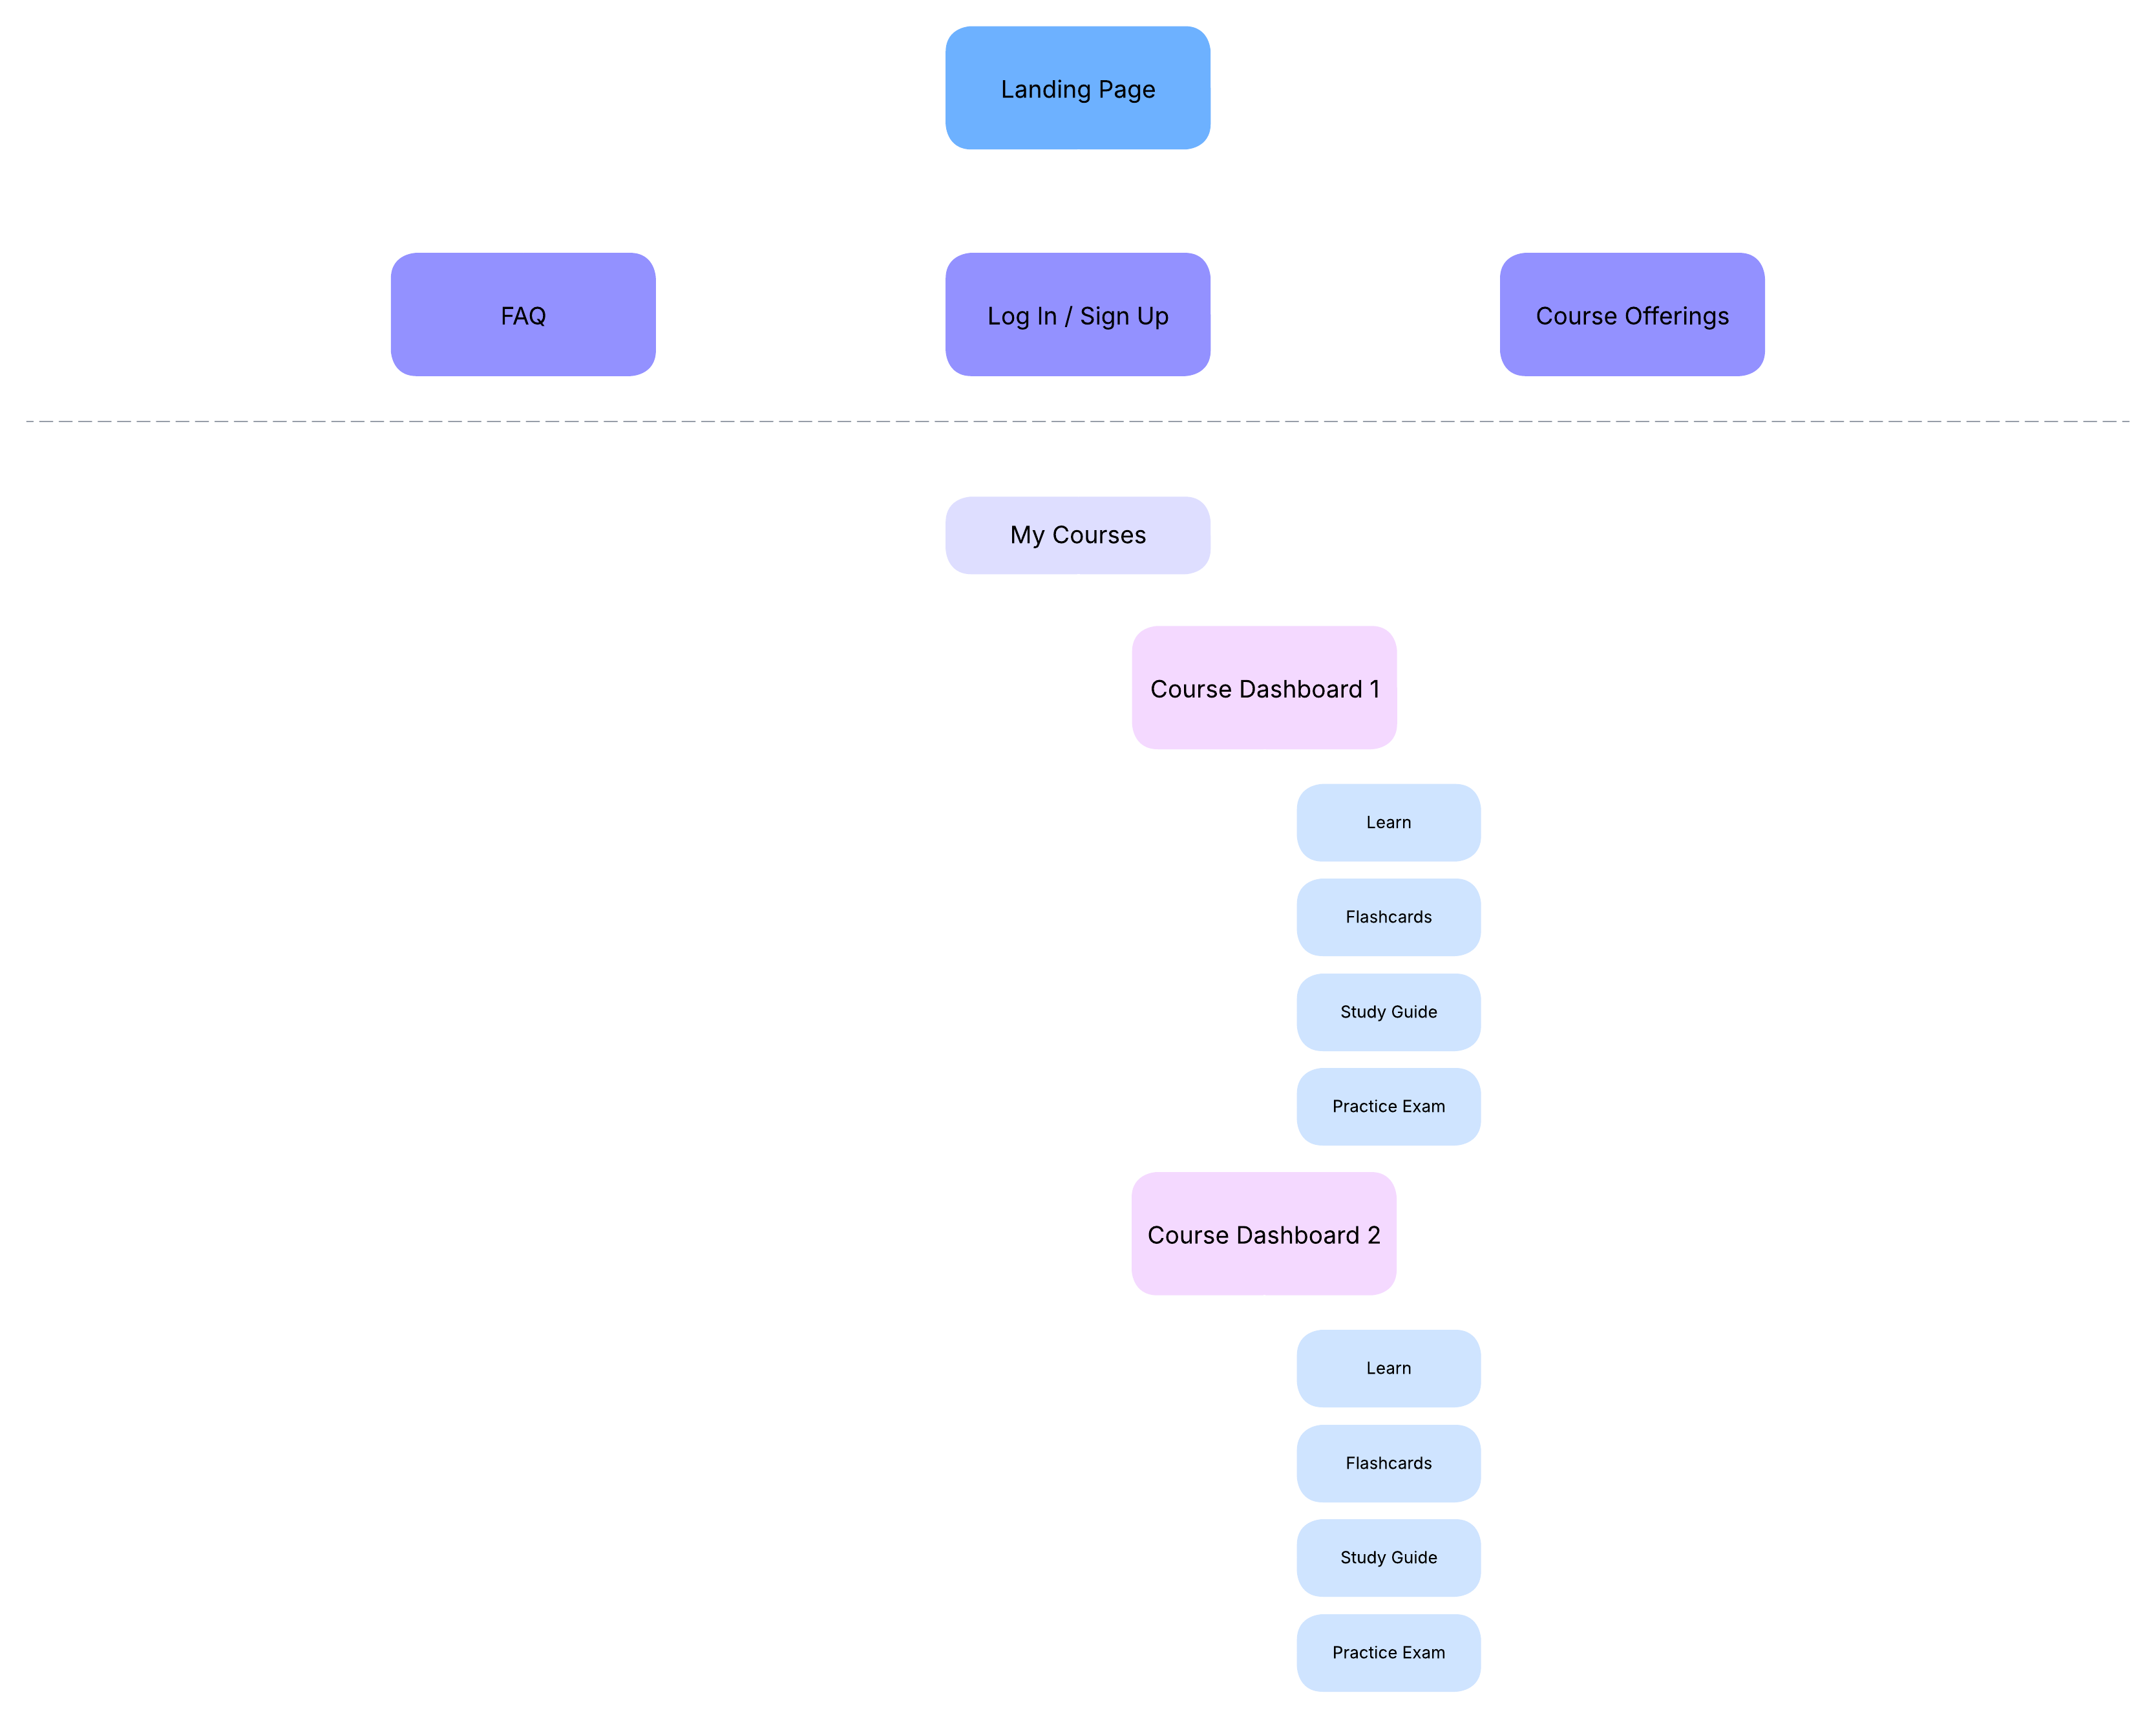 Landing Page
FAQ
Log In / Sign Up
Course Offerings
My Courses
Course Dashboard 1
Learn
Flashcards
Study Guide
Practice Exam
Course Dashboard 2
Learn
Flashcards
Study Guide
Practice Exam